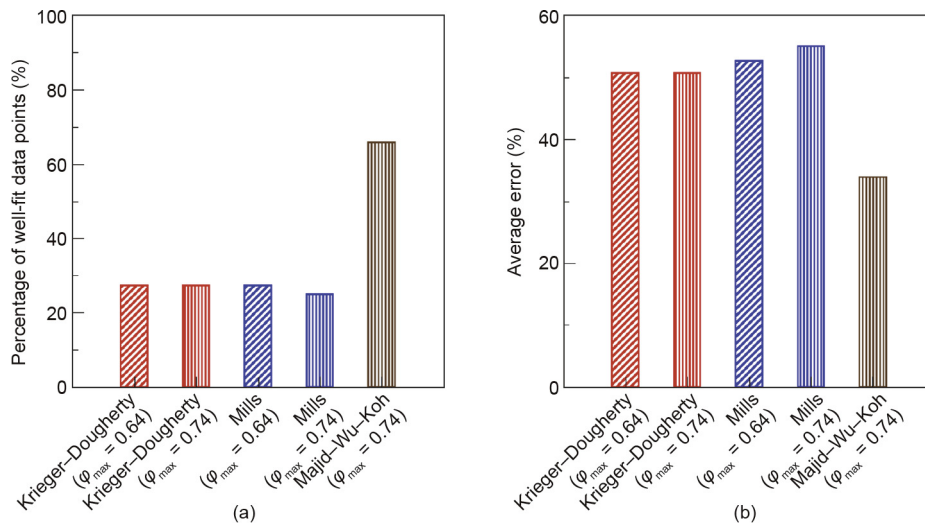 Percentage of well-fit data points (%)
100
80
60
40
20
0
Krieger–Dougherty
(φmax = 0.64)
Krieger–Dougherty
(φmax = 0.74)
Mills
(φmax = 0.64)
Mills
(φmax = 0.74)
Majid–Wu–Koh
(φmax = 0.74)
(a)
Average error (%)
60
40
20
0
Krieger–Dougherty
(φmax = 0.64)
Krieger–Dougherty
(φmax = 0.74)
Mills
(φmax = 0.64)
Mills
(φmax = 0.74)
Majid–Wu–Koh
(φmax = 0.74)
(b)